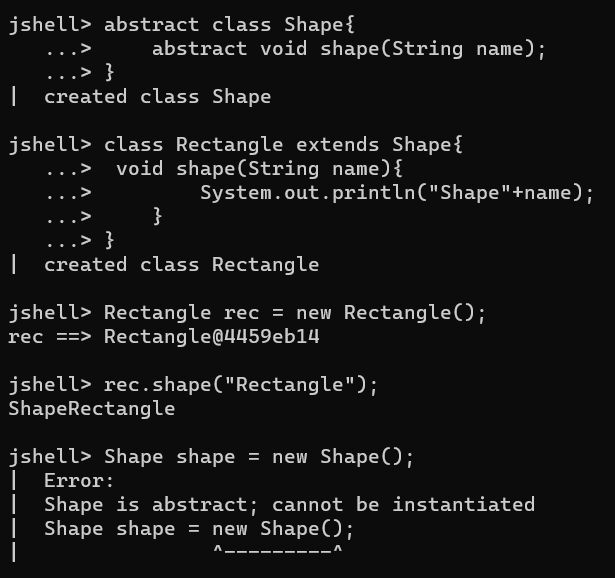 jshell> abstract class Shape{
   ...>     abstract void shape(String name);
   ...> }
|  created class Shape

jshell> class Rectangle extends Shape{
   ...>  void shape(String name){
   ...>         System.out.println("Shape"+name);
   ...>     }
   ...> }
|  created class Rectangle

jshell> Rectangle rec = new Rectangle();
rec ==> Rectangle@4459eb14

jshell> rec.shape("Rectangle");
ShapeRectangle

jshell> Shape shape = new Shape();
|  Error:
|  Shape is abstract; cannot be instantiated
|  Shape shape = new Shape();
|                ^---------^